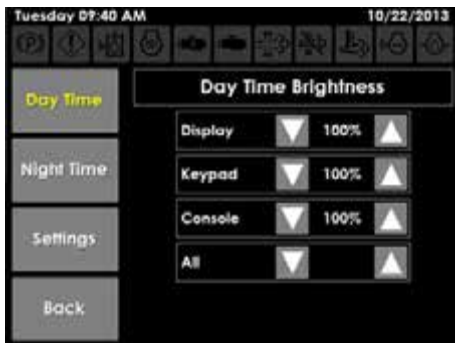 Tuesday 09:40 AM 10/22/2013
Day Time Brightness
Day Time
Display 100%
Night Time
Keypad 100%
Console 100%
Settings
All
Back